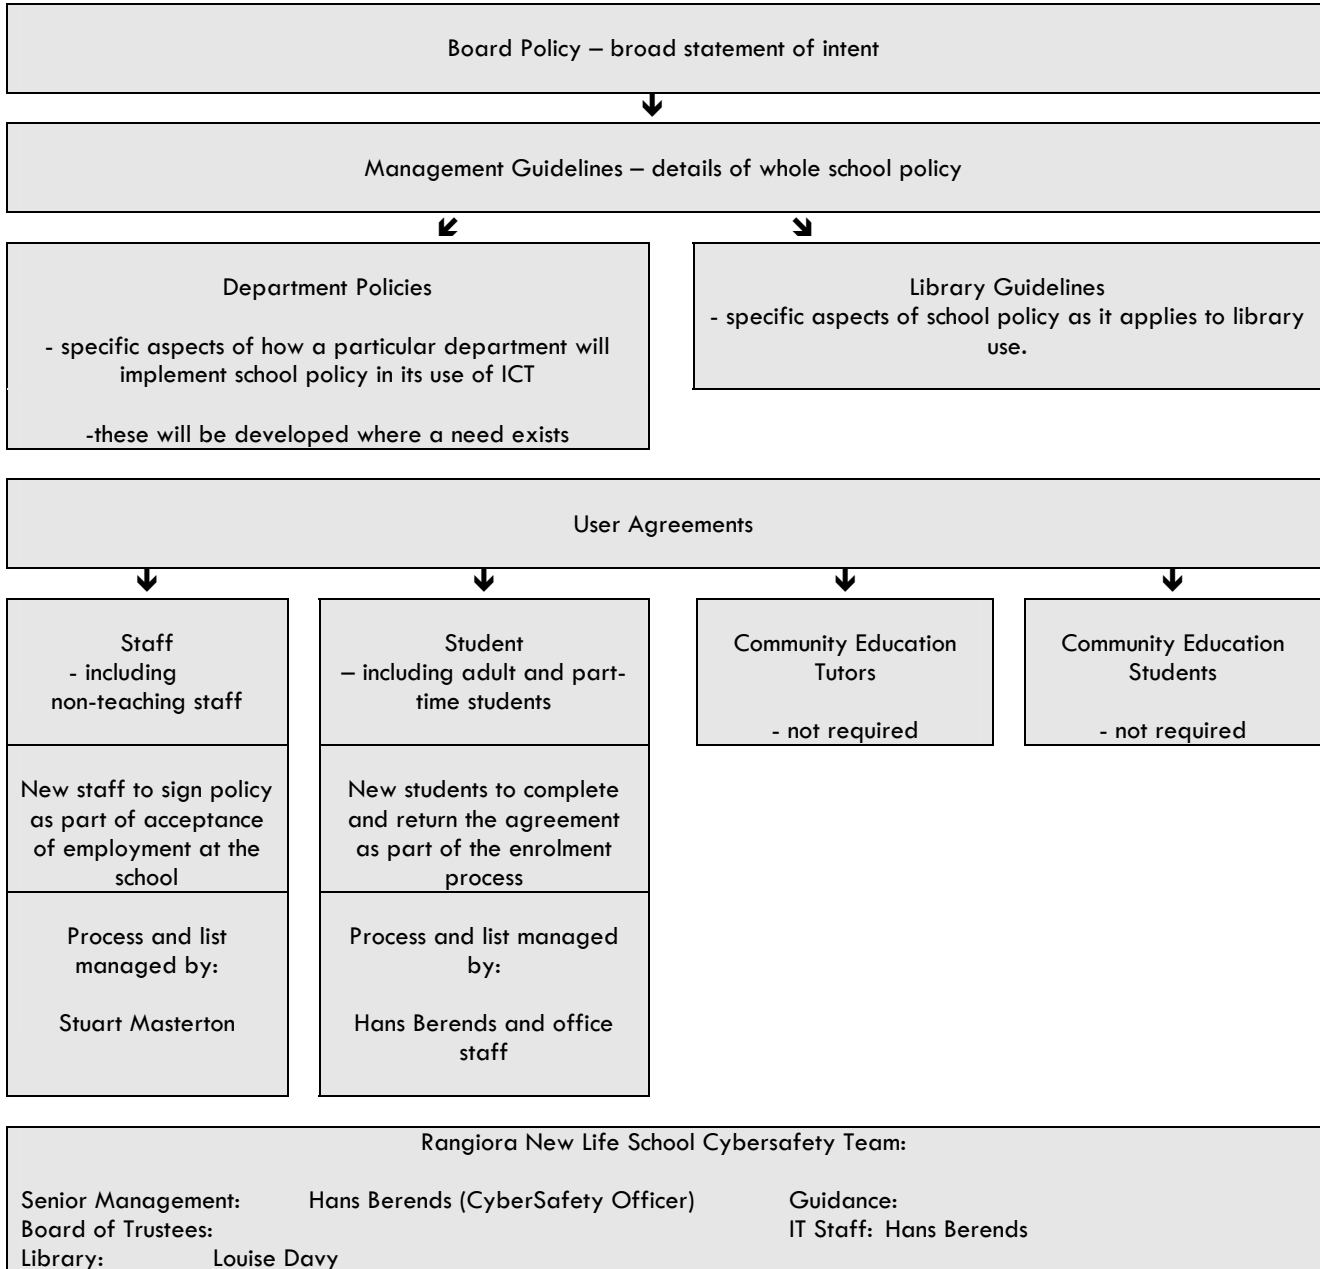 Board Policy – broad statement of intent
Management Guidelines – details of whole school policy
Department Policies
- specific aspects of how a particular department will
implement school policy in its use of ICT
-these will be developed where a need exists
Library Guidelines
- specific aspects of school policy as it applies to library
use.
User Agreements
Staff
- including
non-teaching staff
New staff to sign policy
as part of acceptance
of employment at the
school
Process and list
managed by:
Stuart Masterton
Student
– including adult and part-
time students
New students to complete
and return the agreement
as part of the enrolment
process
Process and list managed
by:
Hans Berends and office
staff
Community Education
Tutors
- not required
Community Education
Students
- not required
Rangiora New Life School Cybersafety Team:
Senior Management: Hans Berends (CyberSafety Officer) Guidance:
Board of Trustees: IT Staff: Hans Berends
Library: Louise Davy